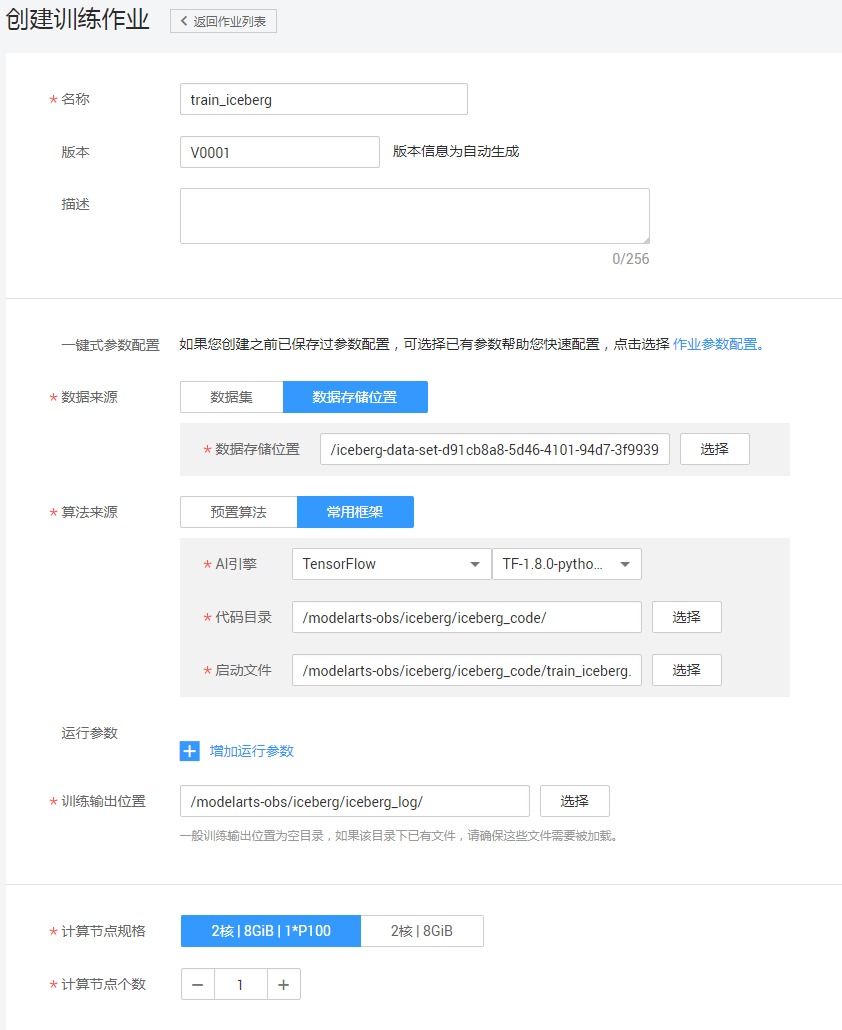 创建训练作业 返回作业列表
* 名称 train_iceberg
版本 V0001 版本信息为自动生成
描述
0/256
一键式参数配置 如果您创建之前已保存过参数配置，可选择已有参数帮助您快速配置，点击选择 作业参数配置。
* 数据来源 数据集 数据存储位置
* 数据存储位置 /iceberg-data-set-d91cb8a8-5d46-4101-94d7-3f9939 选择
* 算法来源 预置算法 常用框架
* AI引擎 TensorFlow TF-1.8.0-pytho...
* 代码目录 /modelarts-obs/iceberg/iceberg_code/ 选择
* 启动文件 /modelarts-obs/iceberg/iceberg_code/train_iceberg. 选择
运行参数
+ 增加运行参数
* 训练输出位置 /modelarts-obs/iceberg/iceberg_log/ 选择
一般训练输出位置为空目录，如果该目录下已有文件，请确保这些文件需要被加载。
* 计算节点规格 2核 | 8GiB | 1*P100 2核 | 8GiB
* 计算节点个数 − 1 +